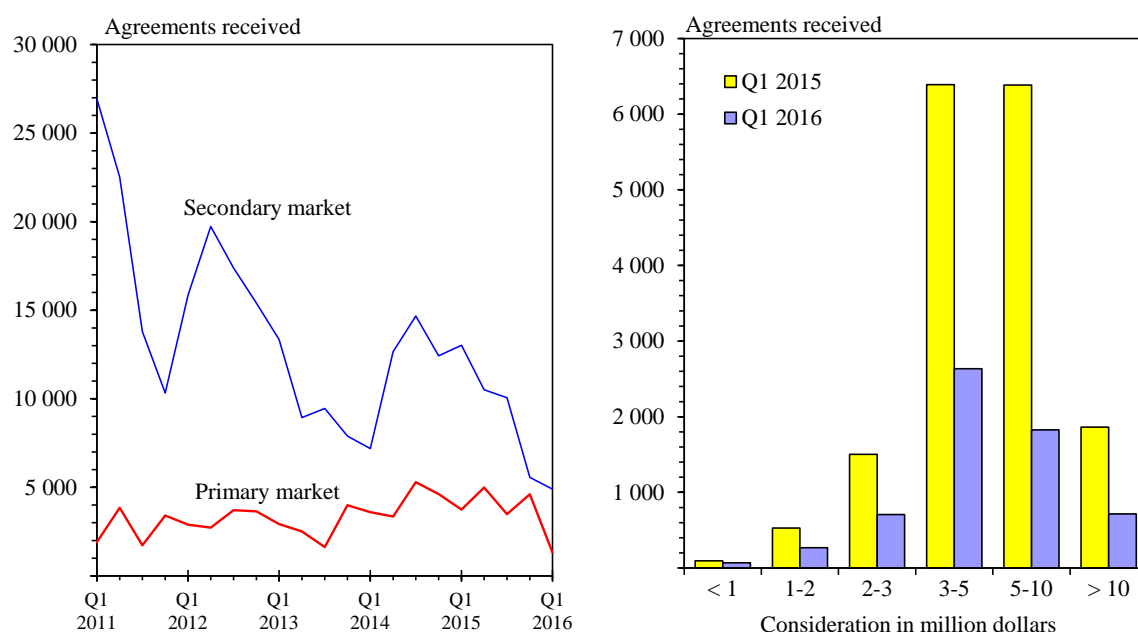 Agreements received
30 000
25 000
20 000
15 000
10 000
5 000
Secondary market
Primary market
Q1 Q1 Q1 Q1 Q1 Q1
2011 2012 2013 2014 2015 2016
Agreements received
7 000
6 000
5 000
4 000
3 000
2 000
1 000
Q1 2015
Q1 2016
< 1 1-2 2-3 3-5 5-10 > 10
Consideration in million dollars